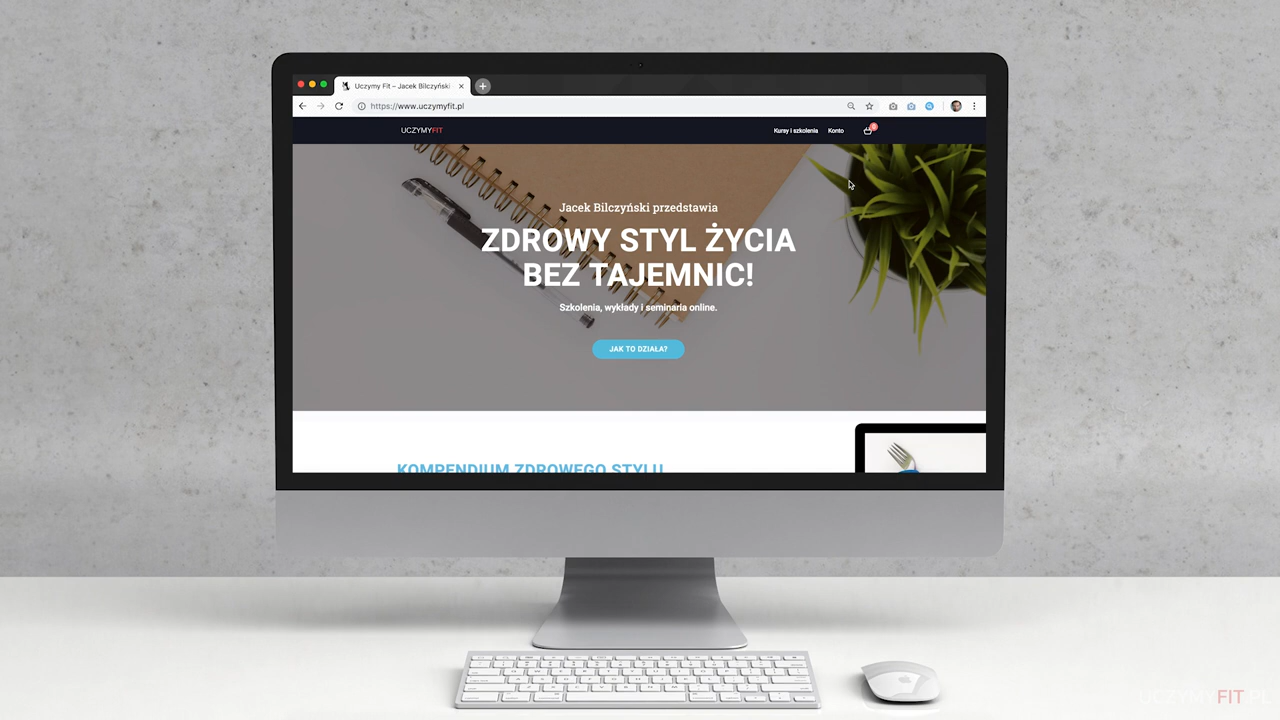 Uczymy Fit – Jacek Bilczyński
https://www.uczymyfit.pl
UCZYMYFIT
Kursy i szkolenia
Konto
0
Jacek Bilczyński przedstawia
ZDROWY STYL ŻYCIA
BEZ TAJEMNIC!
Szkolenia, wykłady i seminaria online.
JAK TO DZIAŁA?
KOMPENDIUM ZDROWEGO STYLU
UCZYMYFIT.PL